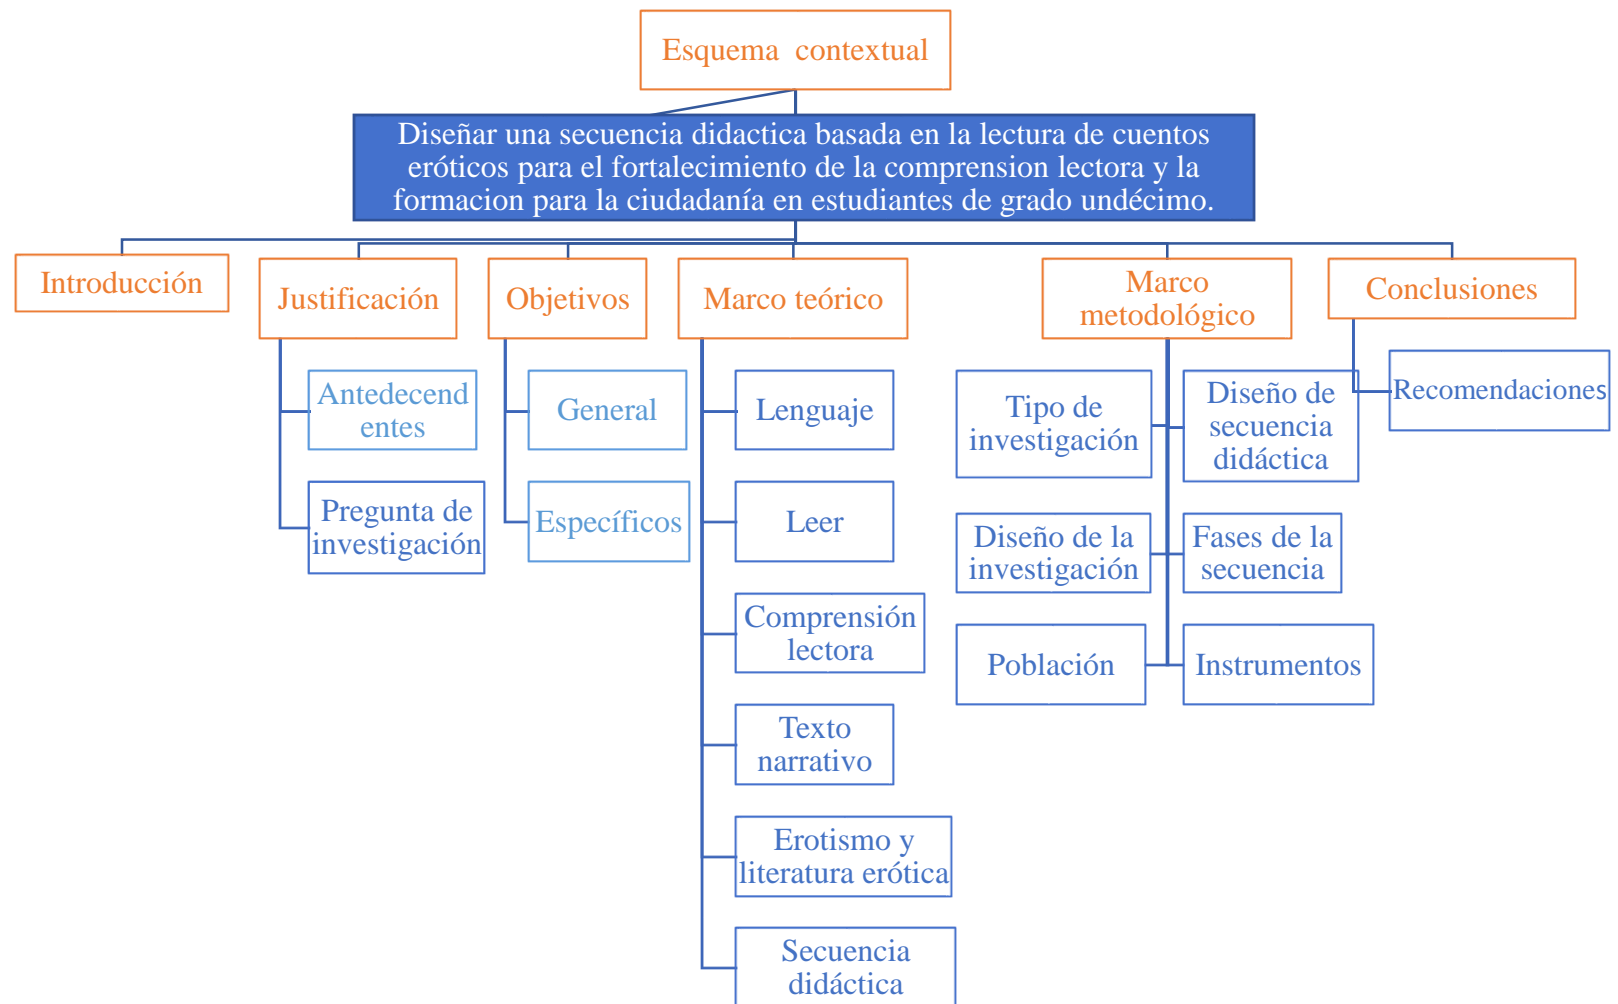 Esquema contextual
Diseñar una secuencia didactica basada en la lectura de cuentos
eróticos para el fortalecimiento de la comprension lectora y la
formacion para la ciudadanía en estudiantes de grado undécimo.
Introducción
Justificación
Antedecend
entes
Pregunta de
investigación
Objetivos
General
Específicos
Marco teórico
Lenguaje
Leer
Comprensión
lectora
Texto
narrativo
Erotismo y
literatura erótica
Secuencia
didáctica
Marco
metodológico
Tipo de
investigación
Diseño de
secuencia
didáctica
Diseño de la
investigación
Fases de la
secuencia
Población
Instrumentos
Conclusiones
Recomendaciones